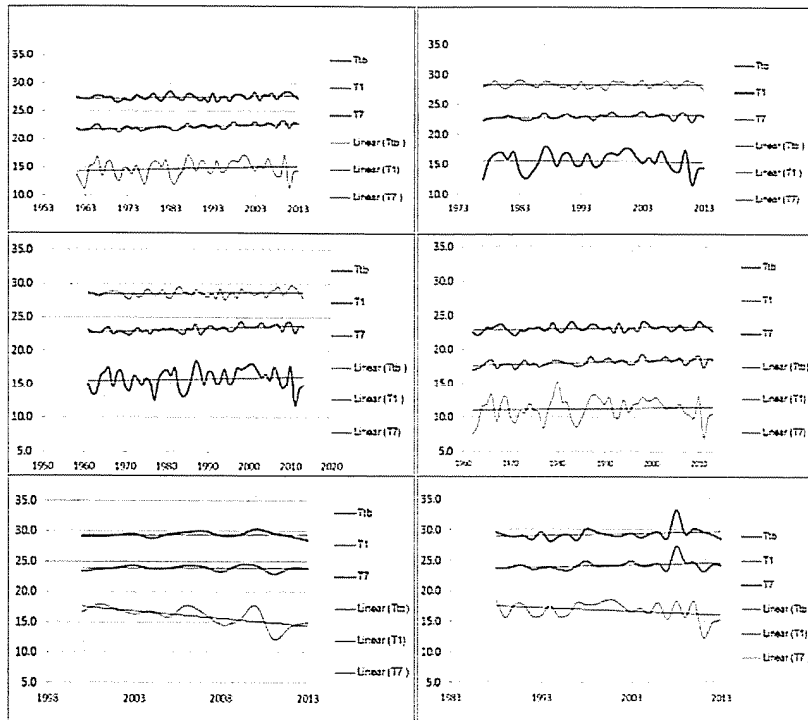 35.0
30.0
25.0
20.0
15.0
10.0
1953 1963 1973 1983 1993 2003 2013
Ttb
T1
T7
Linear (Ttb)
Linear (T1)
Linear (T7)
35.0
30.0
25.0
20.0
15.0
10.0
1973 1983 1993 2003 2013
Ttb
T1
T7
Linear (Ttb)
Linear (T1)
Linear (T7)
35.0
30.0
25.0
20.0
15.0
10.0
5.0
1950 1960 1970 1980 1990 2000 2010 2020
Ttb
T1
T7
Linear (Ttb)
Linear (T1)
Linear (T7)
35.0
30.0
25.0
20.0
15.0
10.0
5.0
1960 1970 1980 1990 2000 2010
Ttb
T1
T7
Linear (Ttb)
Linear (T1)
Linear (T7)
35.0
30.0
25.0
20.0
15.0
10.0
5.0
1998 2003 2008 2013
Ttb
T1
T7
Linear (Ttb)
Linear (T1)
Linear (T7)
35.0
30.0
25.0
20.0
15.0
10.0
5.0
1983 1993 2003 2013
Ttb
T1
T7
Linear (Ttb)
Linear (T1)
Linear (T7